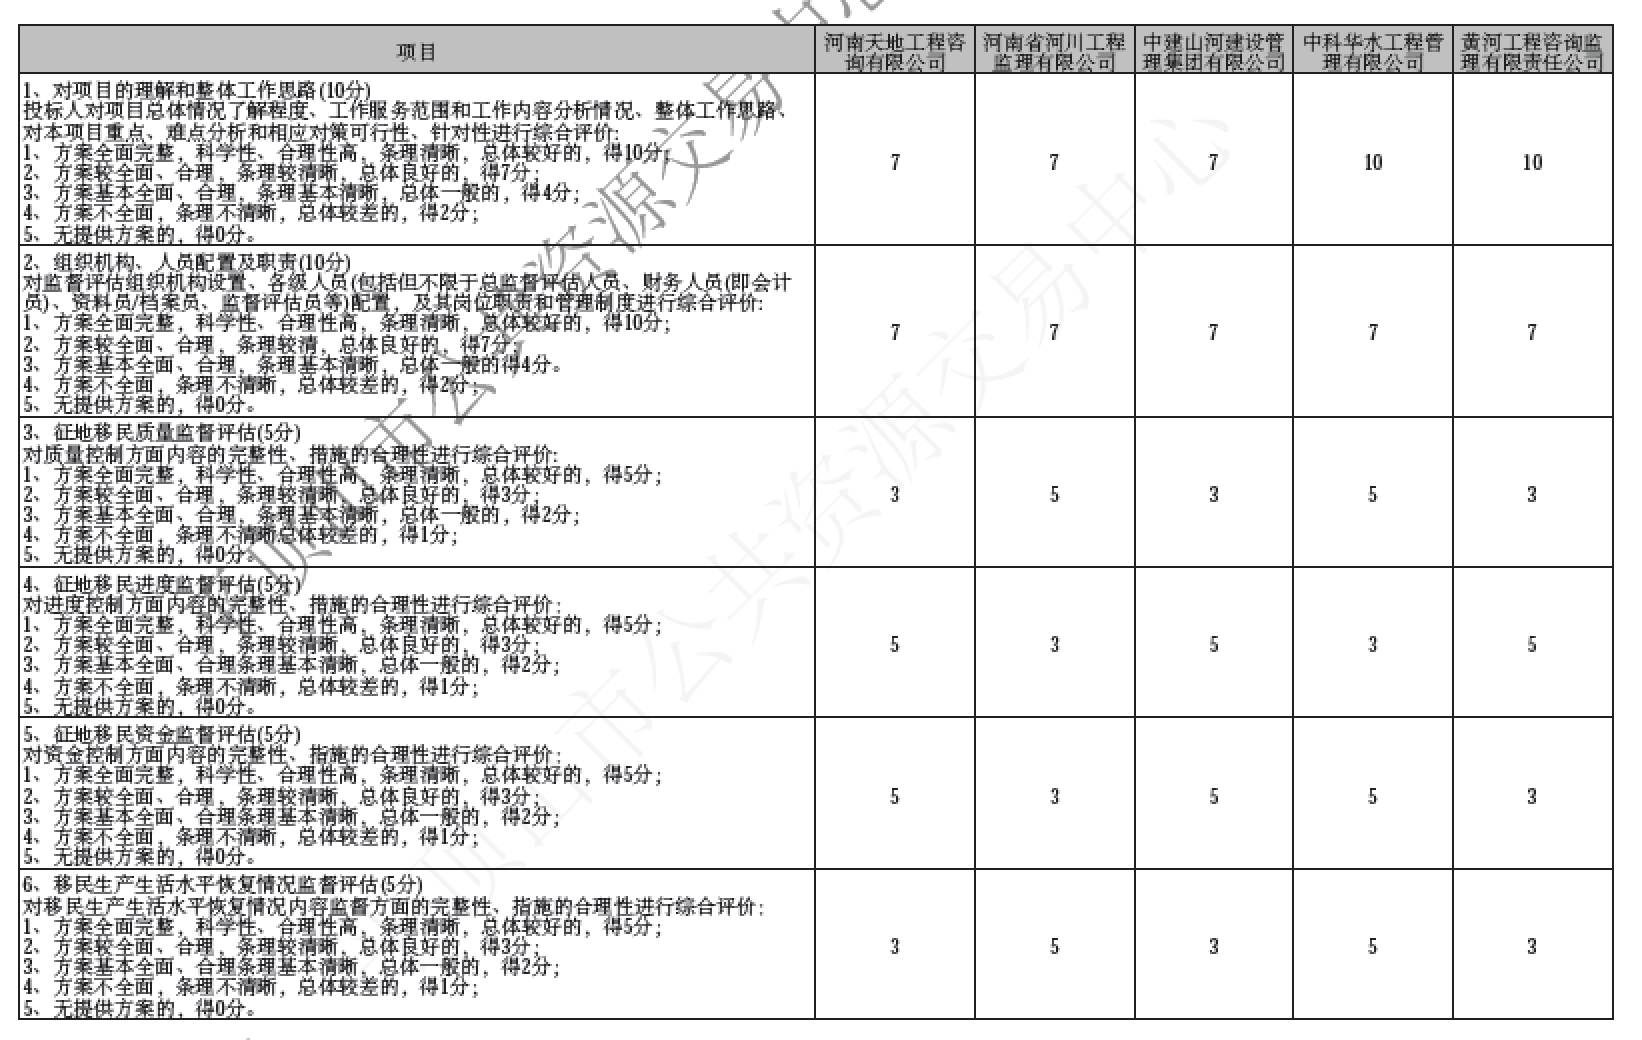 项目
河南天地工程咨
询有限公司
河南省河川工程
监理有限公司
中建山河建设管
理集团有限公司
中科华水工程管
理有限公司
黄河工程咨询监
理有限责任公司
1、对项目的理解和整体工作思路(10分)
投标人对项目总体情况了解程度、工作服务范围和工作内容分析情况、整体工作思路、
对本项目重点、难点分析和相应对策可行性、针对性进行综合评价:
1、方案全面完整，科学性、合理性高，条理清晰，总体较好的，得10分;
2、方案较全面、合理，条理较清晰，总体良好的，得7分;
3、方案基本全面、合理，条理基本清晰，总体一般的，得4分;
4、方案不全面，条理不清晰，总体较差的，得2分;
5、无提供方案的，得0分。
7
7
7
10
10
2、组织机构、人员配置及职责(10分)
对监督评估组织机构设置、各级人员(包括但不限于总监督评估人员、财务人员(即会计
员)、资料员/档案员、监督评估员等)配置，及其岗位职责和管理制度进行综合评价:
1、方案全面完整，科学性、合理性高，条理清晰，总体较好的，得10分;
2、方案较全面、合理，条理较清，总体良好的，得7分;
3、方案基本全面、合理，条理基本清晰，总体一般的得4分。
4、方案不全面，条理不清晰，总体较差的，得2分;
5、无提供方案的，得0分。
7
7
7
7
7
3、征地移民质量监督评估(5分)
对质量控制方面内容的完整性、措施的合理性进行综合评价:
1、方案全面完整，科学性、合理性高，条理清晰，总体较好的，得5分;
2、方案较全面、合理，条理较清晰，总体良好的，得3分;
3、方案基本全面、合理，条理基本清晰，总体一般的，得2分;
4、方案不全面，条理不清晰总体较差的，得1分;
5、无提供方案的，得0分。
3
5
3
5
3
4、征地移民进度监督评估(5分)
对进度控制方面内容的完整性、措施的合理性进行综合评价;
1、方案全面完整，科学性、合理性高，条理清晰，总体较好的，得5分;
2、方案较全面、合理，条理较清晰，总体良好的，得3分;
3、方案基本全面、合理条理基本清晰，总体一般的，得2分;
4、方案不全面，条理不清晰，总体较差的，得1分;
5、无提供方案的，得0分。
5
3
5
3
5
5、征地移民资金监督评估(5分)
对资金控制方面内容的完整性、措施的合理性进行综合评价;
1、方案全面完整，科学性、合理性高，条理清晰，总体较好的，得5分;
2、方案较全面、合理，条理较清晰，总体良好的，得3分;
3、方案基本全面、合理条理基本清晰，总体一般的，得2分;
4、方案不全面，条理不清晰，总体较差的，得1分;
5、无提供方案的，得0分。
5
3
5
5
3
6、移民生产生活水平恢复情况监督评估(5分)
对移民生产生活水平恢复情况内容监督方面的完整性、措施的合理性进行综合评价;
1、方案全面完整，科学性、合理性高，条理清晰，总体较好的，得5分;
2、方案较全面、合理，条理较清晰，总体良好的，得3分;
3、方案基本全面、合理条理基本清晰，总体一般的，得2分;
4、方案不全面，条理不清晰，总体较差的，得1分;
5、无提供方案的，得0分。
3
5
3
5
3
顶山市公共资源交易中心
顶山市公共资源交易中心